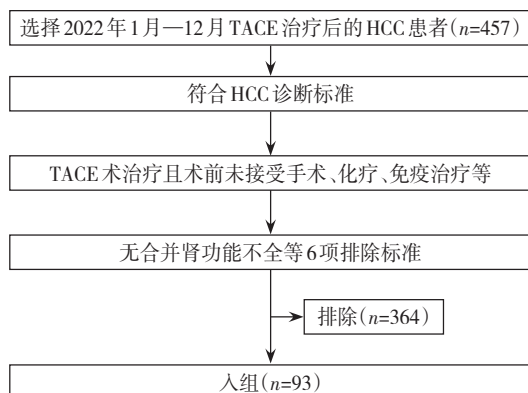 选择2022年1月—12月TACE治疗后的HCC患者(n=457)
符合HCC诊断标准
TACE术治疗且术前未接受手术、化疗、免疫治疗等
无合并肾功能不全等6项排除标准
排除(n=364)
入组(n=93)